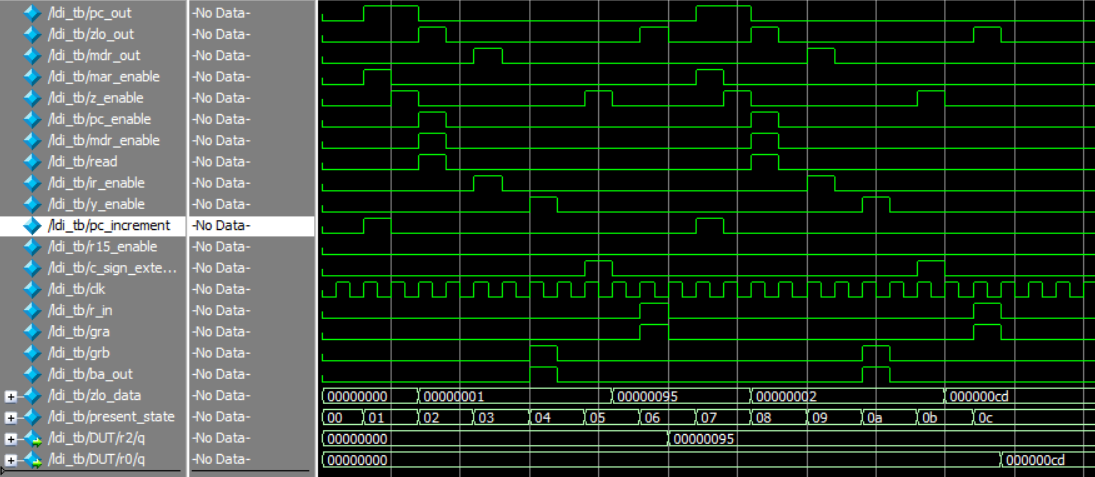 /ldi_tb/pc_out -No Data-
/ldi_tb/zlo_out -No Data-
/ldi_tb/mdr_out -No Data-
/ldi_tb/mar_enable -No Data-
/ldi_tb/z_enable -No Data-
/ldi_tb/pc_enable -No Data-
/ldi_tb/mdr_enable -No Data-
/ldi_tb/read -No Data-
/ldi_tb/ir_enable -No Data-
/ldi_tb/y_enable -No Data-
/ldi_tb/pc_increment -No Data-
/ldi_tb/r15_enable -No Data-
/ldi_tb/c_sign_exte... -No Data-
/ldi_tb/clk -No Data-
/ldi_tb/r_in -No Data-
/ldi_tb/gra -No Data-
/ldi_tb/grb -No Data-
/ldi_tb/ba_out -No Data-
/ldi_tb/zlo_data -No Data- 00000000 00000001 00000095 00000002 000000cd
/ldi_tb/present_state -No Data- 00 01 02 03 04 05 06 07 08 09 0a 0b 0c
/ldi_tb/DUT/r2/q -No Data- 00000000 00000095
/ldi_tb/DUT/r0/q -No Data- 00000000 000000cd